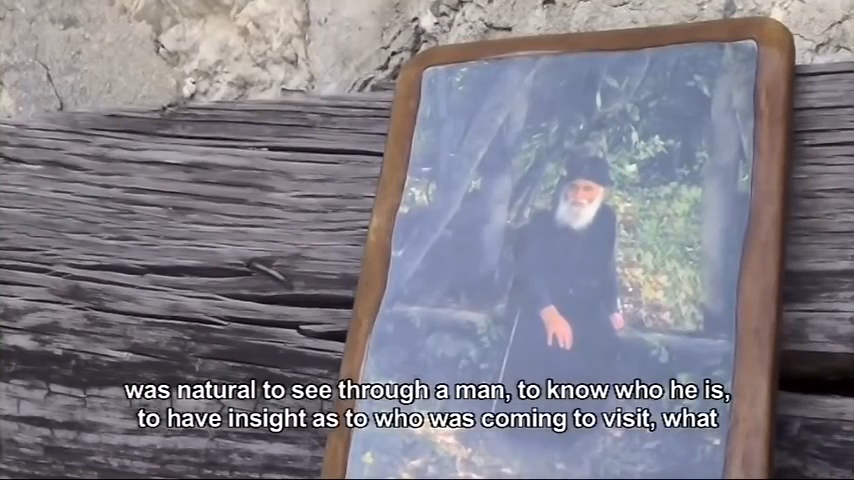 was natural to see through a man, to know who he is,
to have insight as to who was coming to visit, what